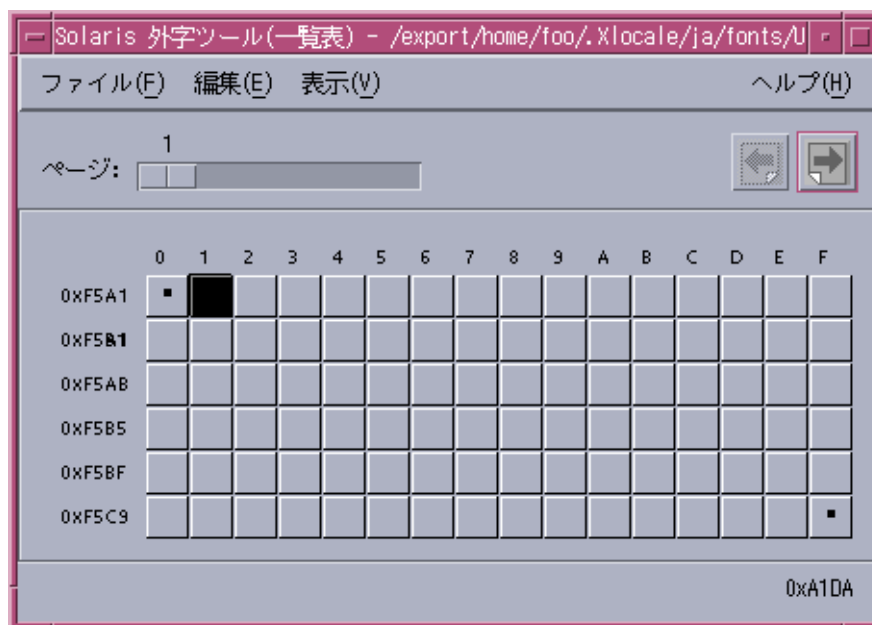 Solaris 外字ツール(一覧表) - /export/home/foo/.Xlocale/ja/fonts/U
ファイル(F) 編集(E) 表示(V) ヘルプ(H)
1
ページ:
0 1 2 3 4 5 6 7 8 9 A B C D E F
0xF5A1
0xF5B1
0xF5AB
0xF5B5
0xF5BF
0xF5C9
0xA1DA